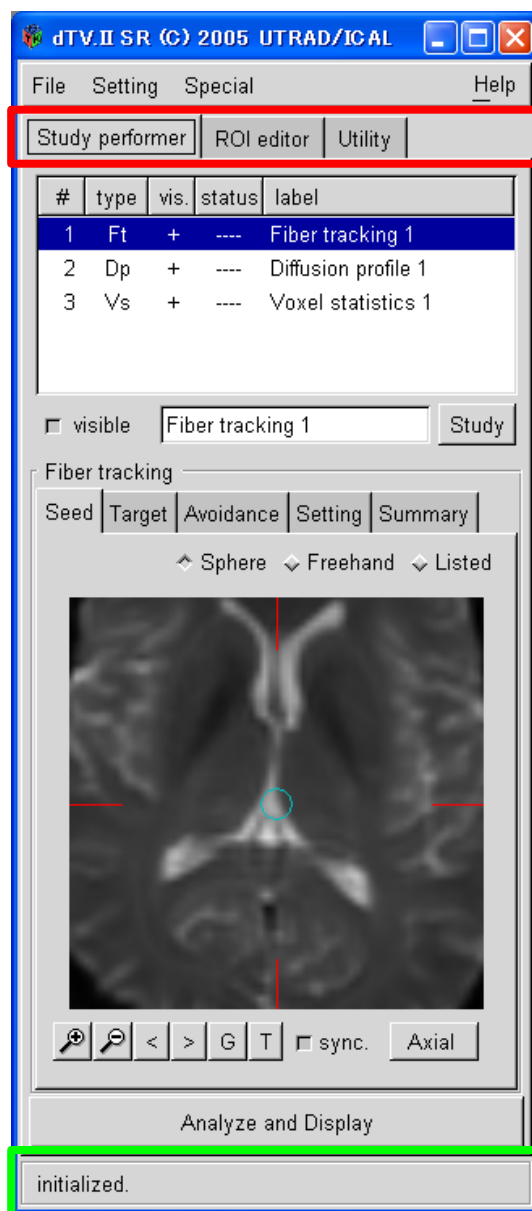 dTV.II SR (C) 2005 UTRAD/ICAL
File Setting Special Help
Study performer ROI editor Utility
# type vis. status label
1 Ft + ---- Fiber tracking 1
2 Dp + ---- Diffusion profile 1
3 Vs + ---- Voxel statistics 1
visible Fiber tracking 1 Study
Fiber tracking
Seed Target Avoidance Setting Summary
Sphere Freehand Listed
< > G T sync. Axial
Analyze and Display
initialized.